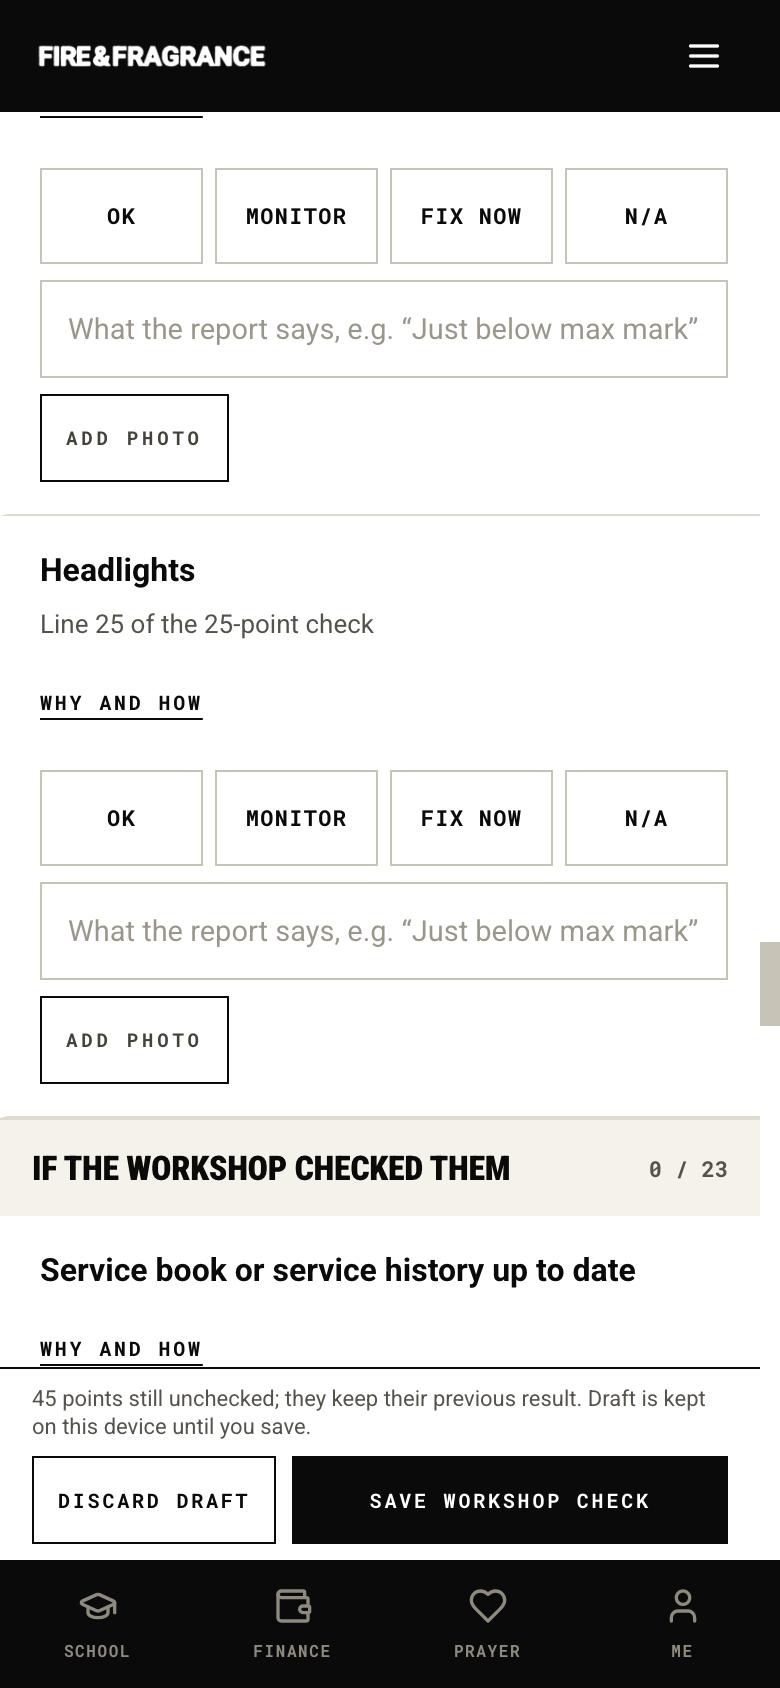 FIRE&FRAGRANCE
OK MONITOR FIX NOW N/A
What the report says, e.g. “Just below max mark”
ADD PHOTO
Headlights
Line 25 of the 25-point check
WHY AND HOW
OK MONITOR FIX NOW N/A
What the report says, e.g. “Just below max mark”
ADD PHOTO
IF THE WORKSHOP CHECKED THEM 0 / 23
Service book or service history up to date
WHY AND HOW
45 points still unchecked; they keep their previous result. Draft is kept
on this device until you save.
DISCARD DRAFT SAVE WORKSHOP CHECK
SCHOOL FINANCE PRAYER ME